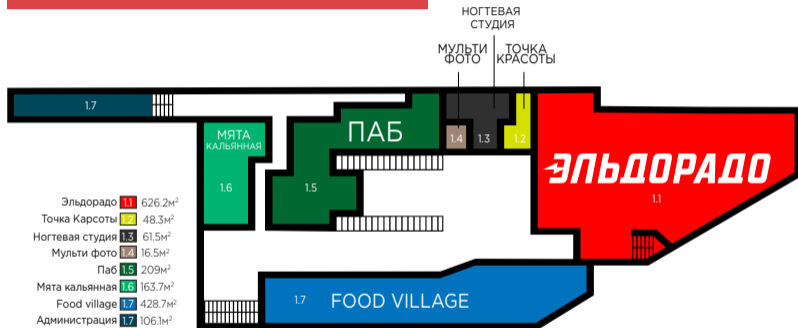 НОГТЕВАЯ
СТУДИЯ
МУЛЬТИ
ФОТО
ТОЧКА
КРАСОТЫ
1.7
МЯТА
КАЛЬЯННАЯ
1.6
ПАБ
1.5
1.4
1.3
1.2
ЭЛЬДОРАДО
1.1
Эльдорадо 1.1 626.2м²
Точка Карсоты 1.2 48.3м²
Ногтевая студия 1.3 61.5м²
Мульти фото 1.4 16.5м²
Паб 1.5 209м²
Мята кальянная 1.6 163.7м²
Food village 1.7 428.7м²
Администрация 1.7 106.1м²
1.7 FOOD VILLAGE